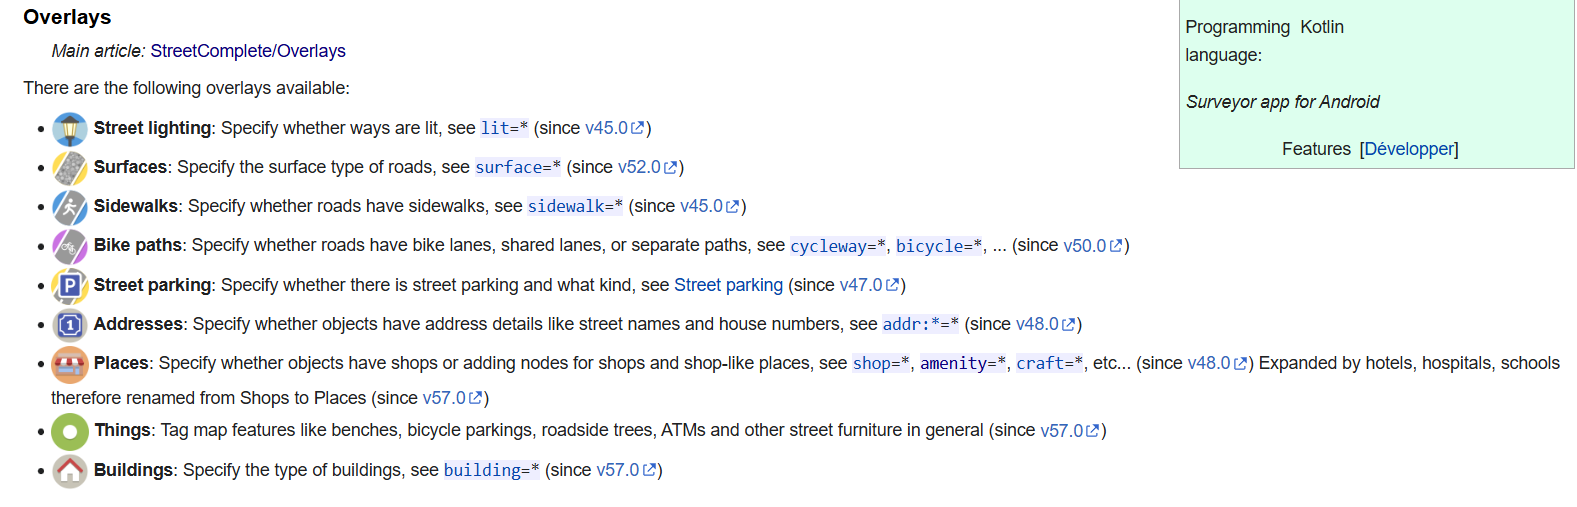 Overlays
Main article: StreetComplete/Overlays
There are the following overlays available:
Street lighting: Specify whether ways are lit, see lit=* (since v45.0)
Surfaces: Specify the surface type of roads, see surface=* (since v52.0)
Sidewalks: Specify whether roads have sidewalks, see sidewalk=* (since v45.0)
Bike paths: Specify whether roads have bike lanes, shared lanes, or separate paths, see cycleway=*, bicycle=*, ... (since v50.0)
P Street parking: Specify whether there is street parking and what kind, see Street parking (since v47.0)
1 Addresses: Specify whether objects have address details like street names and house numbers, see addr:*=* (since v48.0)
Places: Specify whether objects have shops or adding nodes for shops and shop-like places, see shop=*, amenity=*, craft=*, etc... (since v48.0) Expanded by hotels, hospitals, schools
therefore renamed from Shops to Places (since v57.0)
Things: Tag map features like benches, bicycle parkings, roadside trees, ATMs and other street furniture in general (since v57.0)
Buildings: Specify the type of buildings, see building=* (since v57.0)
Programming Kotlin
language:
Surveyor app for Android
Features [Développer]